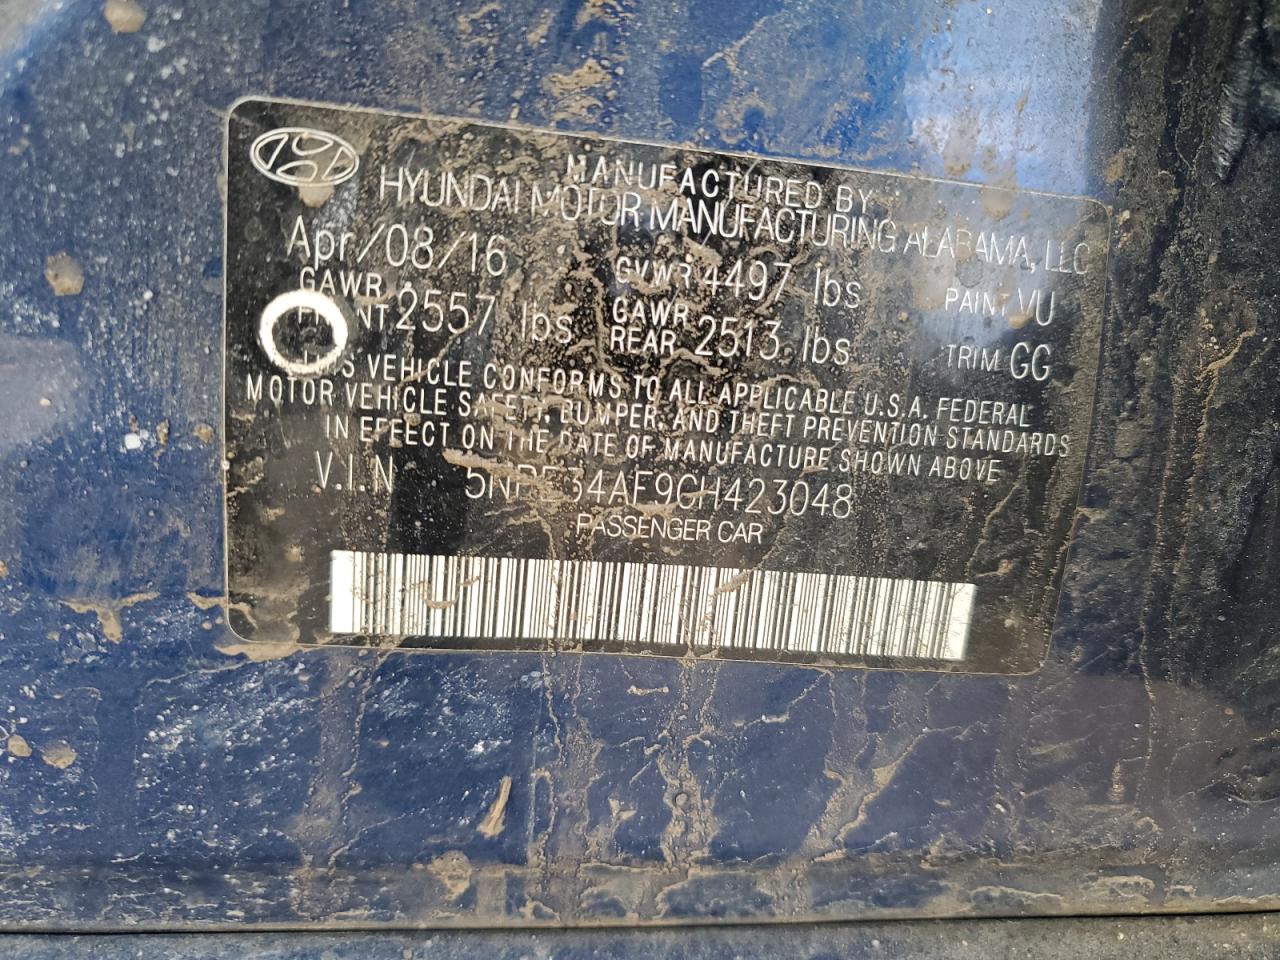 MANUFACTURED BY
HYUNDAI MOTOR MANUFACTURING ALABAMA, LLC
Apr/08/16 GVWR 4497 lbs PAINT VU
GAWR FRONT 2557 lbs GAWR REAR 2513 lbs TRIM GG
THIS VEHICLE CONFORMS TO ALL APPLICABLE U.S.A. FEDERAL
MOTOR VEHICLE SAFETY, BUMPER, AND THEFT PREVENTION STANDARDS
IN EFFECT ON THE DATE OF MANUFACTURE SHOWN ABOVE
V.I.N
PASSENGER CAR